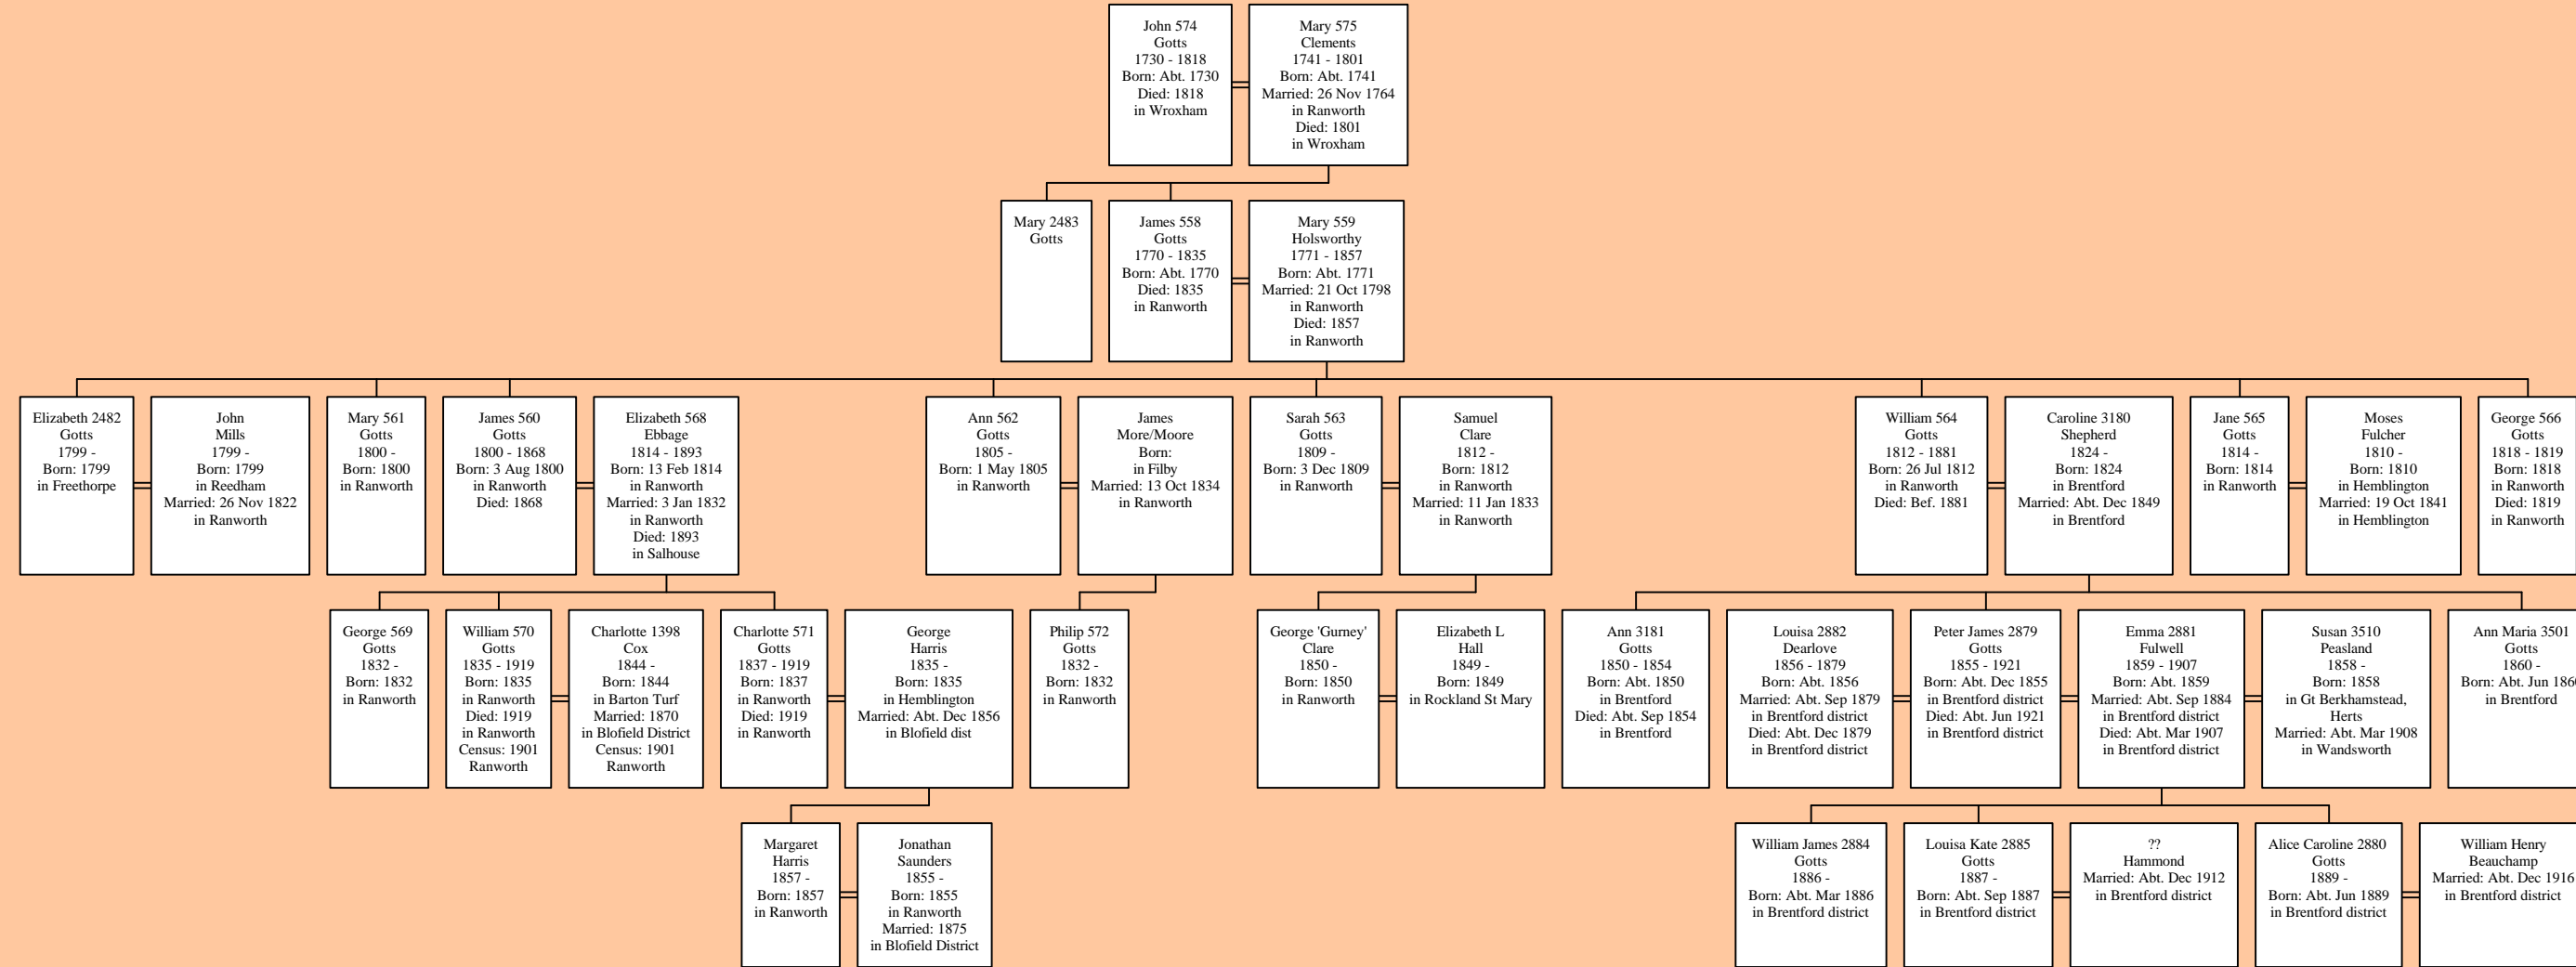 John 574
Gotts
1730 - 1818
Born: Abt. 1730
Died: 1818
in Wroxham
Mary 575
Clements
1741 - 1801
Born: Abt. 1741
Married: 26 Nov 1764
in Ranworth
Died: 1801
in Wroxham
Mary 2483
Gotts
James 558
Gotts
1770 - 1835
Born: Abt. 1770
Died: 1835
in Ranworth
Mary 559
Holsworthy
1771 - 1857
Born: Abt. 1771
Married: 21 Oct 1798
in Ranworth
Died: 1857
in Ranworth
Elizabeth 2482
Gotts
1799 -
Born: 1799
in Freethorpe
John
Mills
1799 -
Born: 1799
in Reedham
Married: 26 Nov 1822
in Ranworth
Mary 561
Gotts
1800 -
Born: 1800
in Ranworth
James 560
Gotts
1800 - 1868
Born: 3 Aug 1800
in Ranworth
Died: 1868
Elizabeth 568
Ebbage
1814 - 1893
Born: 13 Feb 1814
in Ranworth
Married: 3 Jan 1832
in Ranworth
Died: 1893
in Salhouse
Ann 562
Gotts
1805 -
Born: 1 May 1805
in Ranworth
James
More/Moore
Born:
in Filby
Married: 13 Oct 1834
in Ranworth
Sarah 563
Gotts
1809 -
Born: 3 Dec 1809
in Ranworth
Samuel
Clare
1812 -
Born: 1812
in Ranworth
Married: 11 Jan 1833
in Ranworth
William 564
Gotts
1812 - 1881
Born: 26 Jul 1812
in Ranworth
Died: Bef. 1881
Caroline 3180
Shepherd
1824 -
Born: 1824
in Brentford
Married: Abt. Dec 1849
in Brentford
Jane 565
Gotts
1814 -
Born: 1814
in Ranworth
Moses
Fulcher
1810 -
Born: 1810
in Hemblington
Married: 19 Oct 1841
in Hemblington
George 566
Gotts
1818 - 1819
Born: 1818
in Ranworth
Died: 1819
in Ranworth
George 569
Gotts
1832 -
Born: 1832
in Ranworth
William 570
Gotts
1835 - 1919
Born: 1835
in Ranworth
Died: 1919
in Ranworth
Census: 1901
Ranworth
Charlotte 1398
Cox
1844 -
Born: 1844
in Barton Turf
Married: 1870
in Blofield District
Census: 1901
Ranworth
Charlotte 571
Gotts
1837 - 1919
Born: 1837
in Ranworth
Died: 1919
in Ranworth
George
Harris
1835 -
Born: 1835
in Hemblington
Married: Abt. Dec 1856
in Blofield dist
Philip 572
Gotts
1832 -
Born: 1832
in Ranworth
George 'Gurney'
Clare
1850 -
Born: 1850
in Ranworth
Elizabeth L
Hall
1849 -
Born: 1849
in Rockland St Mary
Ann 3181
Gotts
1850 - 1854
Born: Abt. 1850
in Brentford
Died: Abt. Sep 1854
in Brentford
Louisa 2882
Dearlove
1856 - 1879
Born: Abt. 1856
Married: Abt. Sep 1879
in Brentford district
Died: Abt. Dec 1879
in Brentford district
Peter James 2879
Gotts
1855 - 1921
Born: Abt. Dec 1855
in Brentford district
Died: Abt. Jun 1921
in Brentford district
Emma 2881
Fulwell
1859 - 1907
Born: Abt. 1859
Married: Abt. Sep 1884
in Brentford district
Died: Abt. Mar 1907
in Brentford district
Susan 3510
Peasland
1858 -
Born: 1858
in Gt Berkhamstead,
Herts
Married: Abt. Mar 1908
in Wandsworth
Ann Maria 3501
Gotts
1860 -
Born: Abt. Jun 186
in Brentford
Margaret
Harris
1857 -
Born: 1857
in Ranworth
Jonathan
Saunders
1855 -
Born: 1855
in Ranworth
Married: 1875
in Blofield District
William James 2884
Gotts
1886 -
Born: Abt. Mar 1886
in Brentford district
Louisa Kate 2885
Gotts
1887 -
Born: Abt. Sep 1887
in Brentford district
??
Hammond
Married: Abt. Dec 1912
in Brentford district
Alice Caroline 2880
Gotts
1889 -
Born: Abt. Jun 1889
in Brentford district
William Henry
Beauchamp
Married: Abt. Dec 1916
in Brentford district